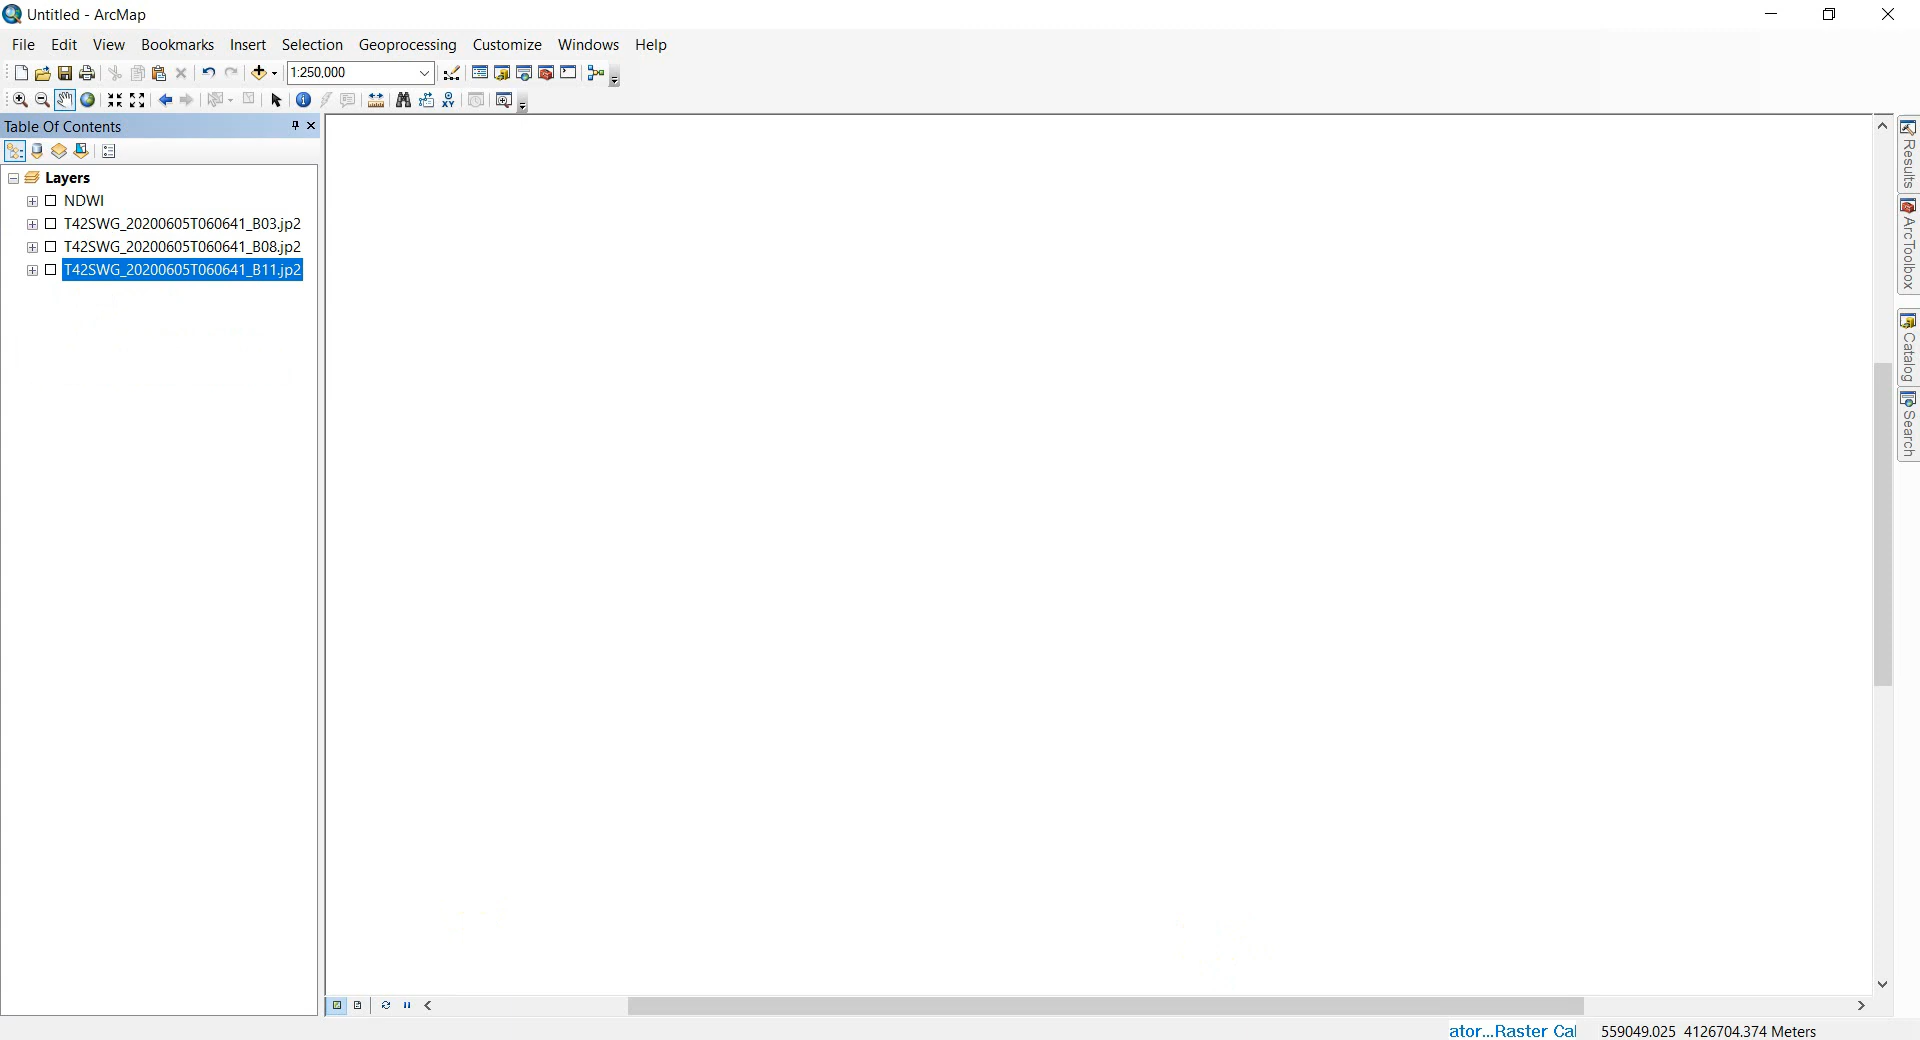 Untitled - ArcMap
File Edit View Bookmarks Insert Selection Geoprocessing Customize Windows Help
1:250,000
Table Of Contents
Layers
NDWI
T42SWG_20200605T060641_B03.jp2
T42SWG_20200605T060641_B08.jp2
T42SWG_20200605T060641_B11.jp2
Results
ArcToolbox
Catalog
Search
ator...Raster Cal
559049.025 4126704.374 Meters